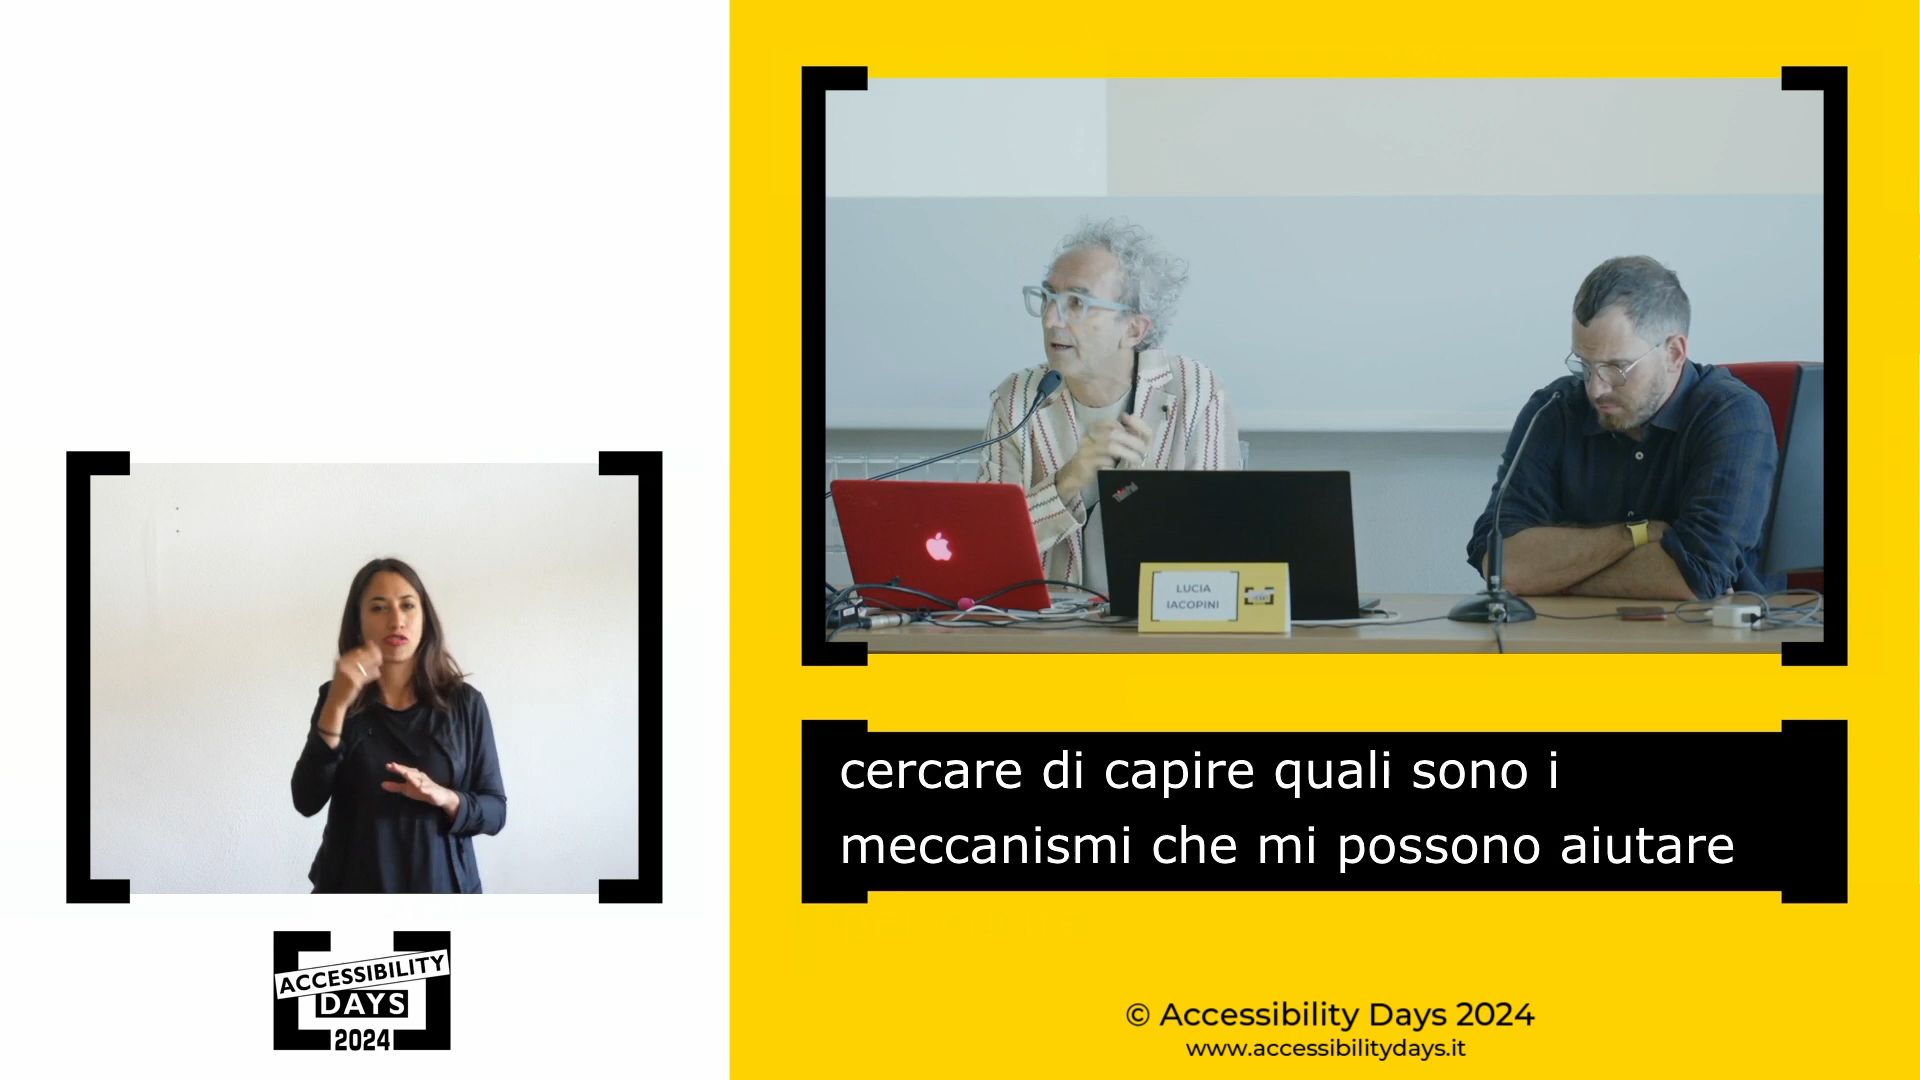 ThinkPad
LUCIA
IACOPINI
cercare di capire quali sono i
meccanismi che mi possono aiutare
ACCESSIBILITY
DAYS
2024
© Accessibility Days 2024
www.accessibilitydays.it